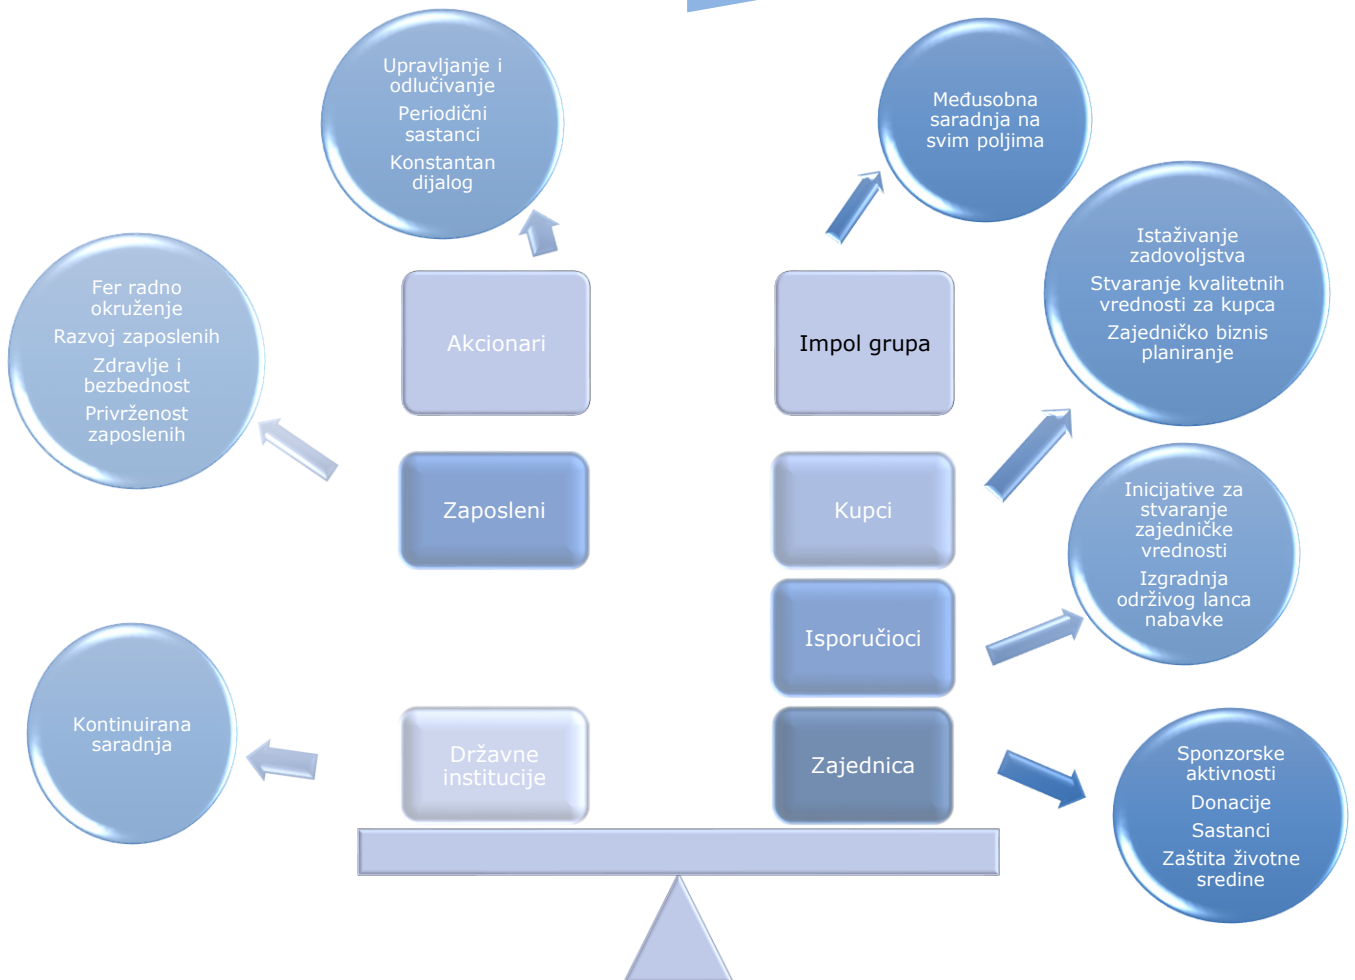 Upravljanje i
odlučivanje
Periodični
sastanci
Konstantan
dijalog
Međusobna
saradnja na
svim poljima
Fer radno
okruženje
Razvoj zaposlenih
Zdravlje i
bezbednost
Privrženost
zaposlenih
Akcionari
Impol grupa
Istaživanje
zadovoljstva
Stvaranje kvalitetnih
vrednosti za kupca
Zajedničko biznis
planiranje
Zaposleni
Kupci
Inicijative za
stvaranje
zajedničke
vrednosti
Izgradnja
održivog lanca
nabavke
Isporučioci
Kontinuirana
saradnja
Državne
institucije
Zajednica
Sponzorske
aktivnosti
Donacije
Sastanci
Zaštita životne
sredine